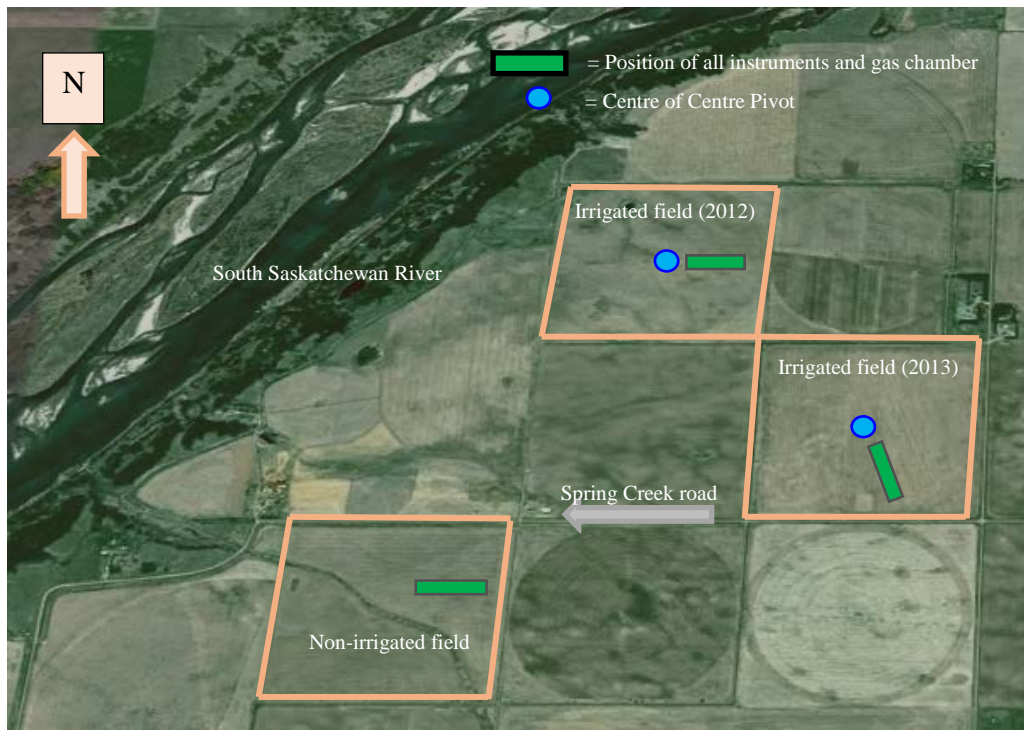 N
= Position of all instruments and gas chamber
= Centre of Centre Pivot
Irrigated field (2012)
South Saskatchewan River
Irrigated field (2013)
Spring Creek road
Non-irrigated field